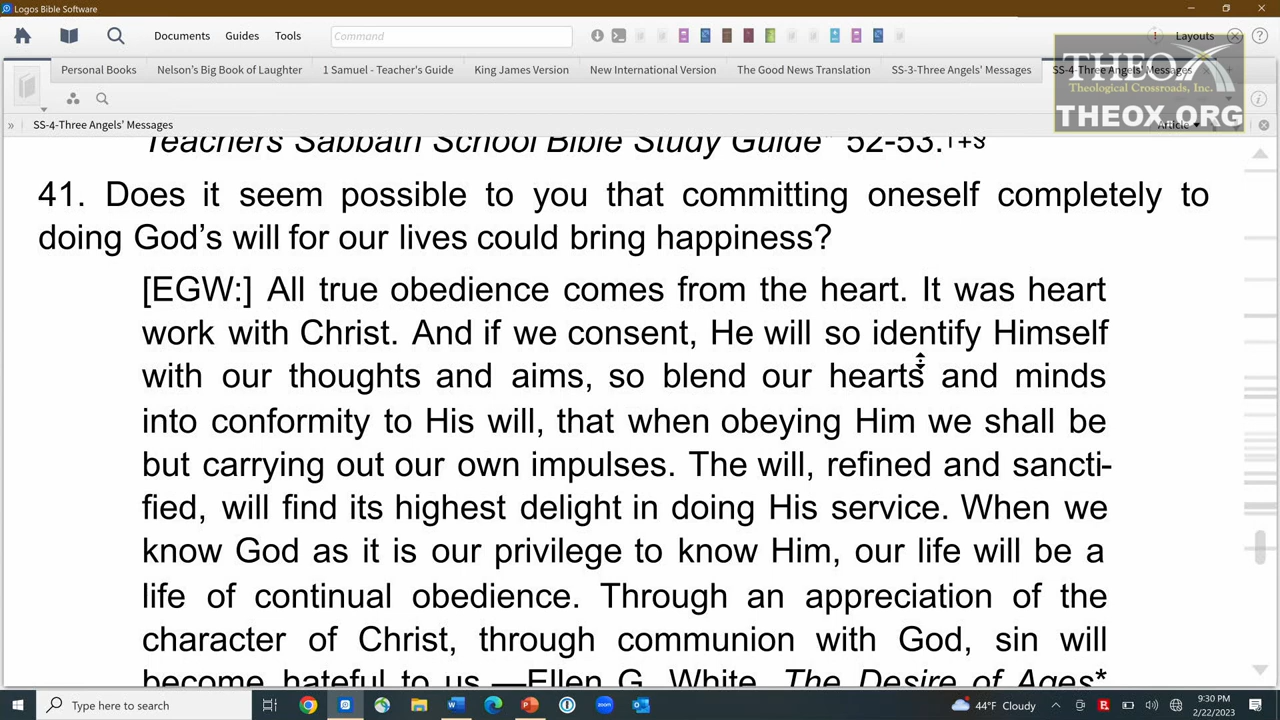 Logos Bible Software
Documents Guides Tools Command Layouts
Personal Books Nelson's Big Book of Laughter 1 Samuel King James Version New International Version The Good News Translation SS-3-Three Angels' Messages SS-4-Three Angels' Messages
THEOX
Theological Crossroads, Inc.
THEOX.ORG
» SS-4-Three Angels' Messages Article
Teachers Sabbath School Bible Study Guide* 52-53.
41. Does it seem possible to you that committing oneself completely to
doing God's will for our lives could bring happiness?
[EGW:] All true obedience comes from the heart. It was heart
work with Christ. And if we consent, He will so identify Himself
with our thoughts and aims, so blend our hearts and minds
into conformity to His will, that when obeying Him we shall be
but carrying out our own impulses. The will, refined and sancti-
fied, will find its highest delight in doing His service. When we
know God as it is our privilege to know Him, our life will be a
life of continual obedience. Through an appreciation of the
character of Christ, through communion with God, sin will
become hateful to us.—Ellen G. White, The Desire of Ages*
Type here to search 44°F Cloudy 9:30 PM
2/22/2023